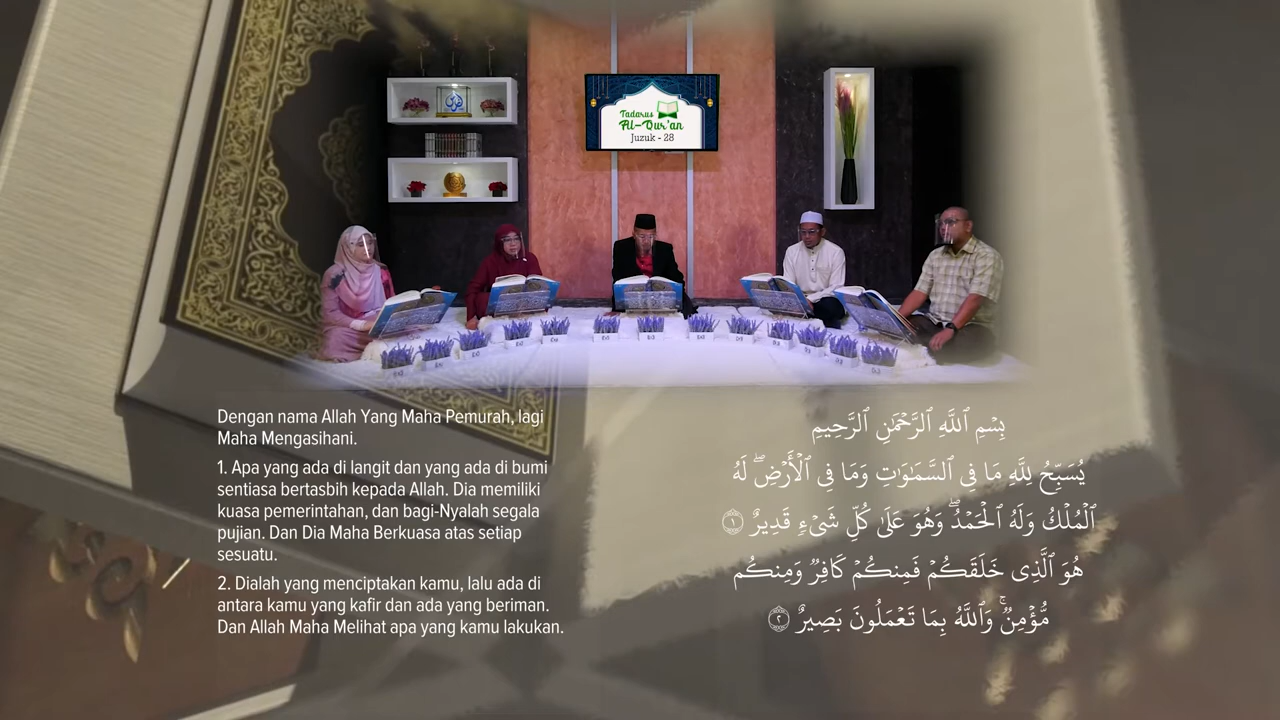 Tadarus
Al-Qur'an
Juzuk - 28
Dengan nama Allah Yang Maha Pemurah, lagi
Maha Mengasihani.
1. Apa yang ada di langit dan yang ada di bumi
sentiasa bertasbih kepada Allah. Dia memiliki
kuasa pemerintahan, dan bagi-Nyalah segala
pujian. Dan Dia Maha Berkuasa atas setiap
sesuatu.
2. Dialah yang menciptakan kamu, lalu ada di
antara kamu yang kafir dan ada yang beriman.
Dan Allah Maha Melihat apa yang kamu lakukan.
بِسْمِ ٱللَّهِ ٱلرَّحْمَٰنِ ٱلرَّحِيمِ
يُسَبِّحُ لِلَّهِ مَا فِى ٱلسَّمَٰوَٰتِ وَمَا فِى ٱلْأَرْضِ ۖ لَهُ
ٱلْمُلْكُ وَلَهُ ٱلْحَمْدُ ۖ وَهُوَ عَلَىٰ كُلِّ شَىْءٍ قَدِيرٌ ١
هُوَ ٱلَّذِى خَلَقَكُمْ فَمِنكُمْ كَافِرٌ وَمِنكُم
مُّؤْمِنٌ ۚ وَٱللَّهُ بِمَا تَعْمَلُونَ بَصِيرٌ ٢